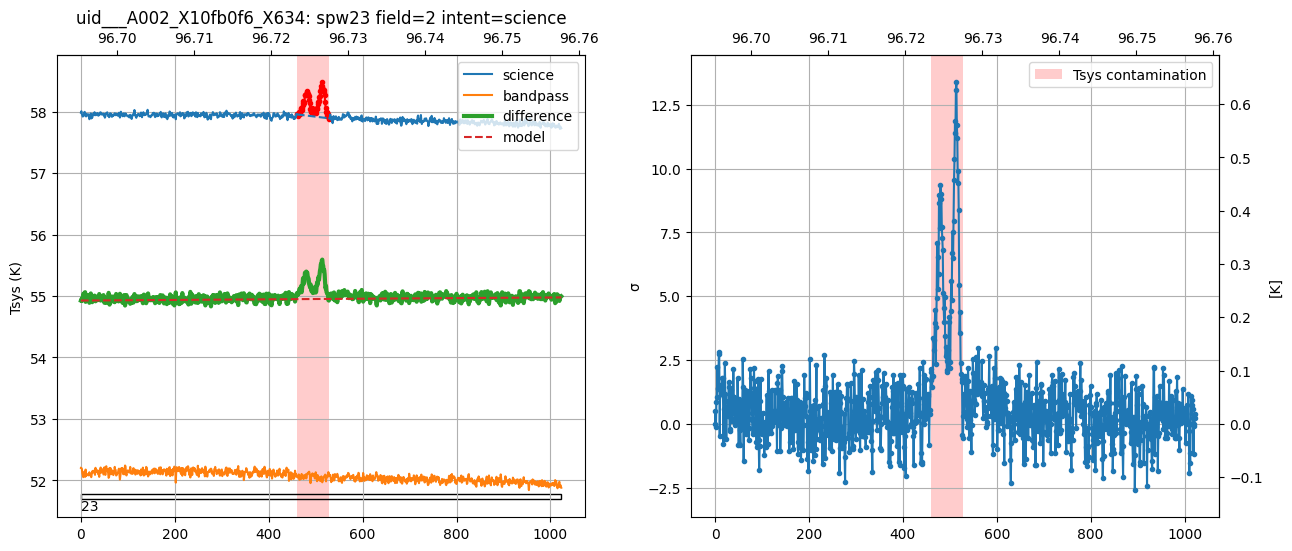 uid___A002_X10fb0f6_X634: spw23 field=2 intent=science
96.70 96.71 96.72 96.73 96.74 96.75 96.76
science
bandpass
difference
model
Tsys (K)
58
57
56
55
54
53
52
23
0 200 400 600 800 1000
96.70 96.71 96.72 96.73 96.74 96.75 96.76
Tsys contamination
σ
12.5
10.0
7.5
5.0
2.5
0.0
−2.5
0.6
0.5
0.4
0.3
0.2
0.1
0.0
−0.1
[K]
0 200 400 600 800 1000